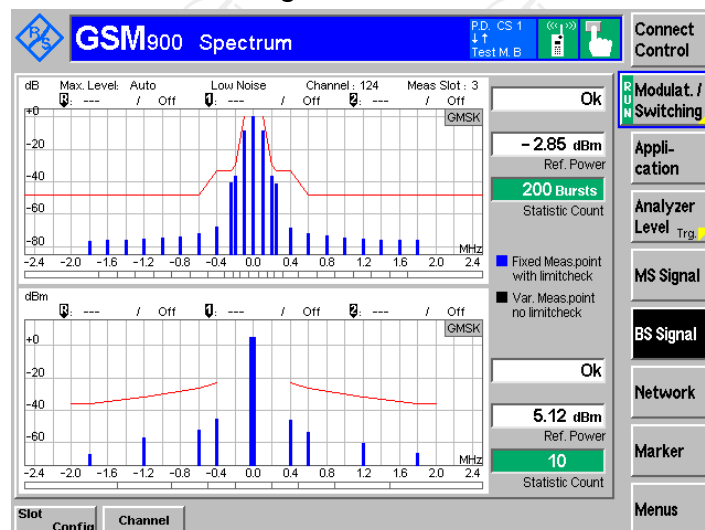 R&S
GSM900 Spectrum
P.D. CS 1
↓↑
Test M. B
Connect Control
dB Max. Level: Auto Low Noise Channel : 124 Meas Slot : 3
R: --- / Off 1: --- / Off 2: --- / Off
GMSK
+0
-20
-40
-60
-80
MHz
-2.4 -2.0 -1.6 -1.2 -0.8 -0.4 0.0 0.4 0.8 1.2 1.6 2.0 2.4
Ok
-2.85 dBm
Ref. Power
200 Bursts
Statistic Count
Fixed Meas.point
with limitcheck
Var. Meas.point
no limitcheck
dBm
R: --- / Off 1: --- / Off 2: --- / Off
GMSK
+0
-20
-40
-60
MHz
-2.4 -2.0 -1.6 -1.2 -0.8 -0.4 0.0 0.4 0.8 1.2 1.6 2.0 2.4
Ok
5.12 dBm
Ref. Power
10
Statistic Count
RUN
Modulat. /
Switching
Appli-
cation
Analyzer
Level Trg.
MS Signal
BS Signal
Network
Marker
Menus
Slot
Config
Channel